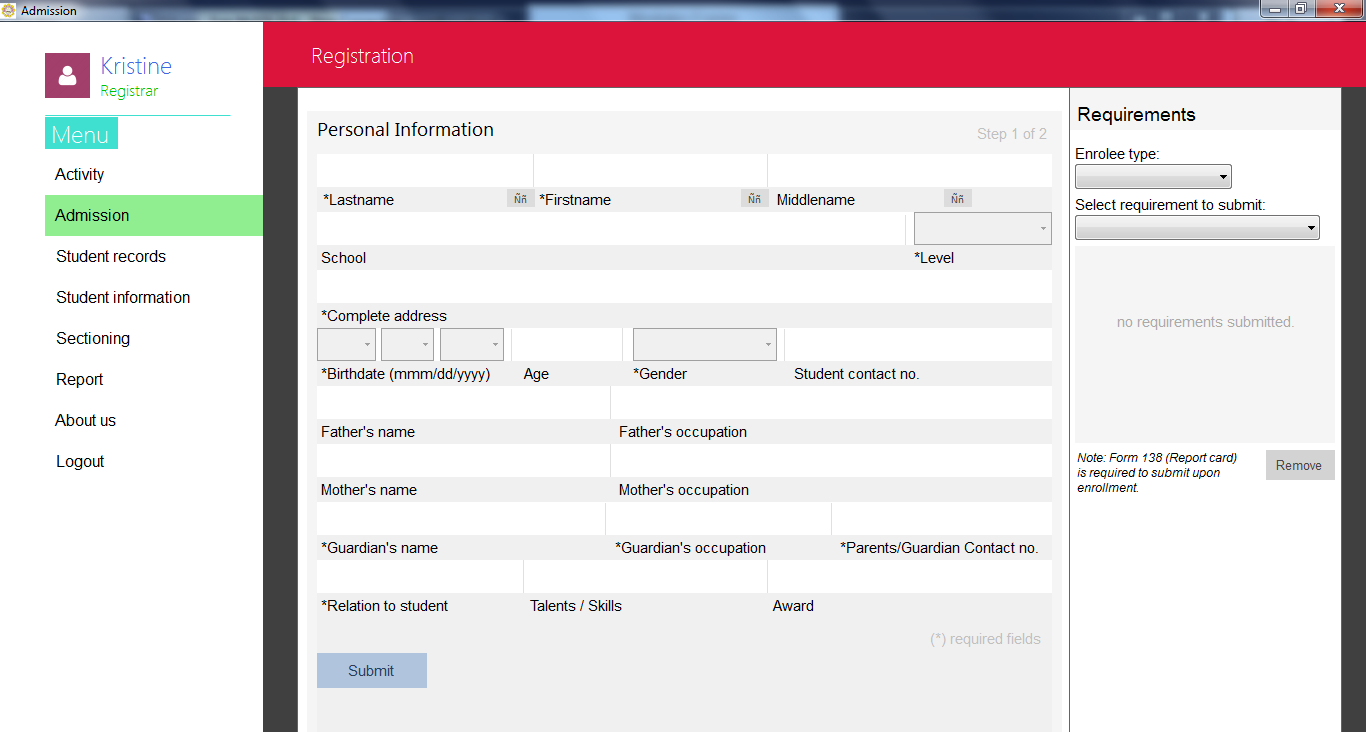 Admission
Kristine
Registrar
Menu
Activity
Admission
Student records
Student information
Sectioning
Report
About us
Logout
Registration
Personal Information
Step 1 of 2
*Lastname Ññ *Firstname Ññ Middlename Ññ
School *Level
*Complete address
*Birthdate (mmm/dd/yyyy) Age *Gender Student contact no.
Father's name Father's occupation
Mother's name Mother's occupation
*Guardian's name *Guardian's occupation *Parents/Guardian Contact no.
*Relation to student Talents / Skills Award
(*) required fields
Submit
Requirements
Enrolee type:
Select requirement to submit:
no requirements submitted.
Note: Form 138 (Report card)
is required to submit upon
enrollment.
Remove